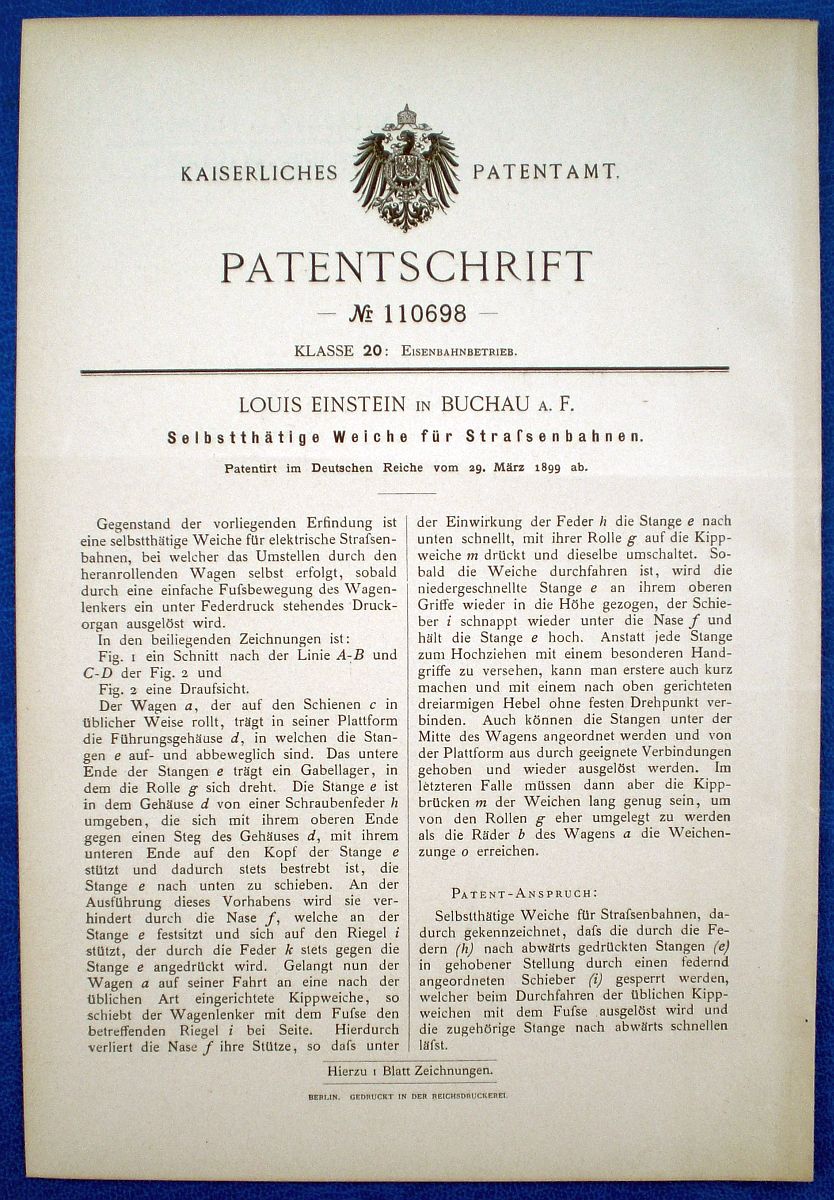 KAISERLICHES PATENTAMT.
PATENTSCHRIFT
— № 110698 —
KLASSE 20: EISENBAHNBETRIEB.
LOUIS EINSTEIN IN BUCHAU A. F.
Selbstthätige Weiche für Straſsenbahnen.
Patentirt im Deutschen Reiche vom 29. März 1899 ab.
Gegenstand der vorliegenden Erfindung ist
eine selbstthätige Weiche für elektrische Straſsen-
bahnen, bei welcher das Umstellen durch den
heranrollenden Wagen selbst erfolgt, sobald
durch eine einfache Fuſsbewegung des Wagen-
lenkers ein unter Federdruck stehendes Druck-
organ ausgelöst wird.
In den beiliegenden Zeichnungen ist:
Fig. 1 ein Schnitt nach der Linie A-B und
C-D der Fig. 2 und
Fig. 2 eine Draufsicht.
Der Wagen a, der auf den Schienen c in
üblicher Weise rollt, trägt in seiner Plattform
die Führungsgehäuse d, in welchen die Stan-
gen e auf- und abbeweglich sind. Das untere
Ende der Stangen e trägt ein Gabellager, in
dem die Rolle g sich dreht. Die Stange e ist
in dem Gehäuse d von einer Schraubenfeder h
umgeben, die sich mit ihrem oberen Ende
gegen einen Steg des Gehäuses d, mit ihrem
unteren Ende auf den Kopf der Stange e
stützt und dadurch stets bestrebt ist, die
Stange e nach unten zu schieben. An der
Ausführung dieses Vorhabens wird sie ver-
hindert durch die Nase f, welche an der
Stange e festsitzt und sich auf den Riegel i
stützt, der durch die Feder k stets gegen die
Stange e angedrückt wird. Gelangt nun der
Wagen a auf seiner Fahrt an eine nach der
üblichen Art eingerichtete Kippweiche, so
schiebt der Wagenlenker mit dem Fuſse den
betreffenden Riegel i bei Seite. Hierdurch
verliert die Nase f ihre Stütze, so daſs unter
der Einwirkung der Feder h die Stange e nach
unten schnellt, mit ihrer Rolle g auf die Kipp-
weiche m drückt und dieselbe umschaltet. So-
bald die Weiche durchfahren ist, wird die
niedergeschnellte Stange e an ihrem oberen
Griffe wieder in die Höhe gezogen, der Schie-
ber i schnappt wieder unter die Nase f und
hält die Stange e hoch. Anstatt jede Stange
zum Hochziehen mit einem besonderen Hand-
griffe zu versehen, kann man erstere auch kurz
machen und mit einem nach oben gerichteten
dreiarmigen Hebel ohne festen Drehpunkt ver-
binden. Auch können die Stangen unter der
Mitte des Wagens angeordnet werden und von
der Plattform aus durch geeignete Verbindungen
gehoben und wieder ausgelöst werden. Im
letzteren Falle müssen dann aber die Kipp-
brücken m der Weichen lang genug sein, um
von den Rollen g eher umgelegt zu werden
als die Räder b des Wagens a die Weichen-
zunge o erreichen.
PATENT-ANSPRUCH:
Selbstthätige Weiche für Straſsenbahnen, da-
durch gekennzeichnet, daſs die durch die Fe-
dern (h) nach abwärts gedrückten Stangen (e)
in gehobener Stellung durch einen federnd
angeordneten Schieber (i) gesperrt werden,
welcher beim Durchfahren der üblichen Kipp-
weichen mit dem Fuſse ausgelöst wird und
die zugehörige Stange nach abwärts schnellen
läſst.
Hierzu 1 Blatt Zeichnungen.
BERLIN. GEDRUCKT IN DER REICHSDRUCKEREI.